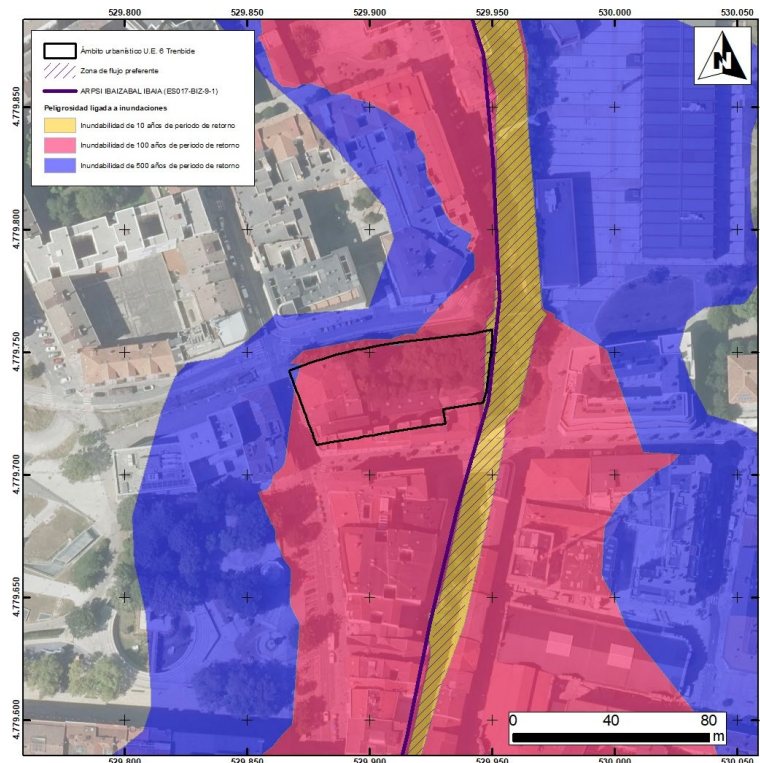 529.800 529.850 529.900 529.950 530.000 530.050
Ámbito urbanístico U.E. 6 Trenbide
Zona de flujo preferente
ARPSI IBAIZABAL IBAIA (ES017-BIZ-9-1)
Peligrosidad ligada a inundaciones
Inundabilidad de 10 años de periodo de retorno
Inundabilidad de 100 años de periodo de retorno
Inundabilidad de 500 años de periodo de retorno
N
4.779.850
4.779.800
4.779.750
4.779.700
4.779.650
4.779.600
0 40 80
m
529.800 529.850 529.900 529.950 530.000 530.050